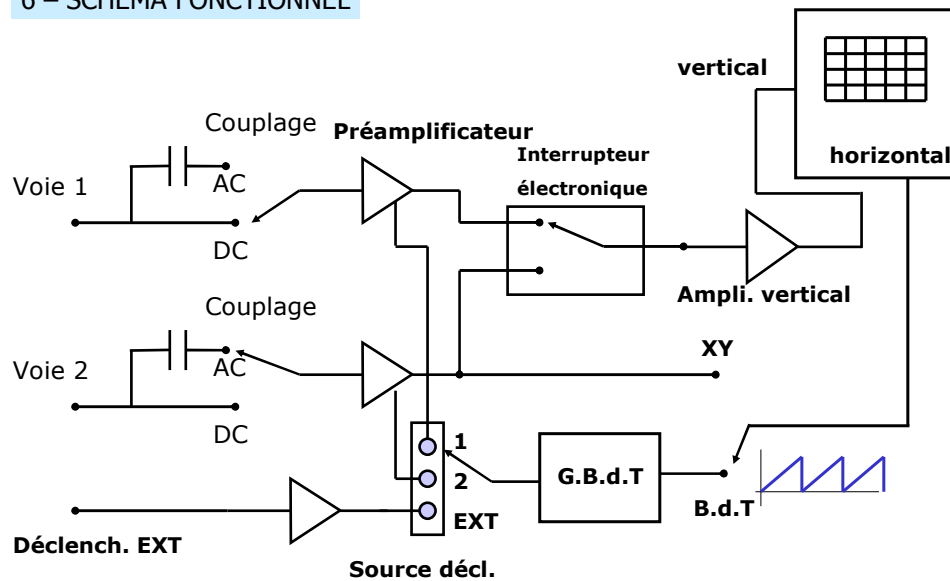 6 – SCHÉMA FONCTIONNEL
vertical
Couplage
Préamplificateur
Interrupteur
électronique
horizontal
Voie 1
AC
DC
Ampli. vertical
Couplage
XY
Voie 2
AC
DC
1
2
EXT
G.B.d.T
B.d.T
Déclench. EXT
Source décl.